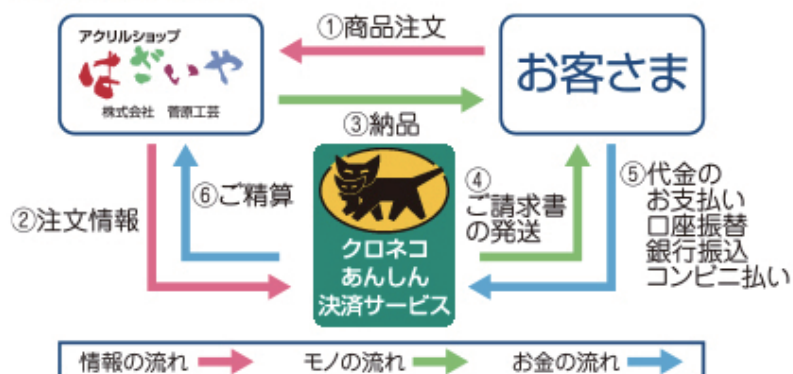 アクリルショップ
はざいや
株式会社 菅原工芸
①商品注文
お客さま
③納品
②注文情報
⑥ご精算
クロネコ
あんしん
決済サービス
④
ご請求書
の発送
⑤代金の
お支払い
口座振替
銀行振込
コンビニ払い
情報の流れ
モノの流れ
お金の流れ